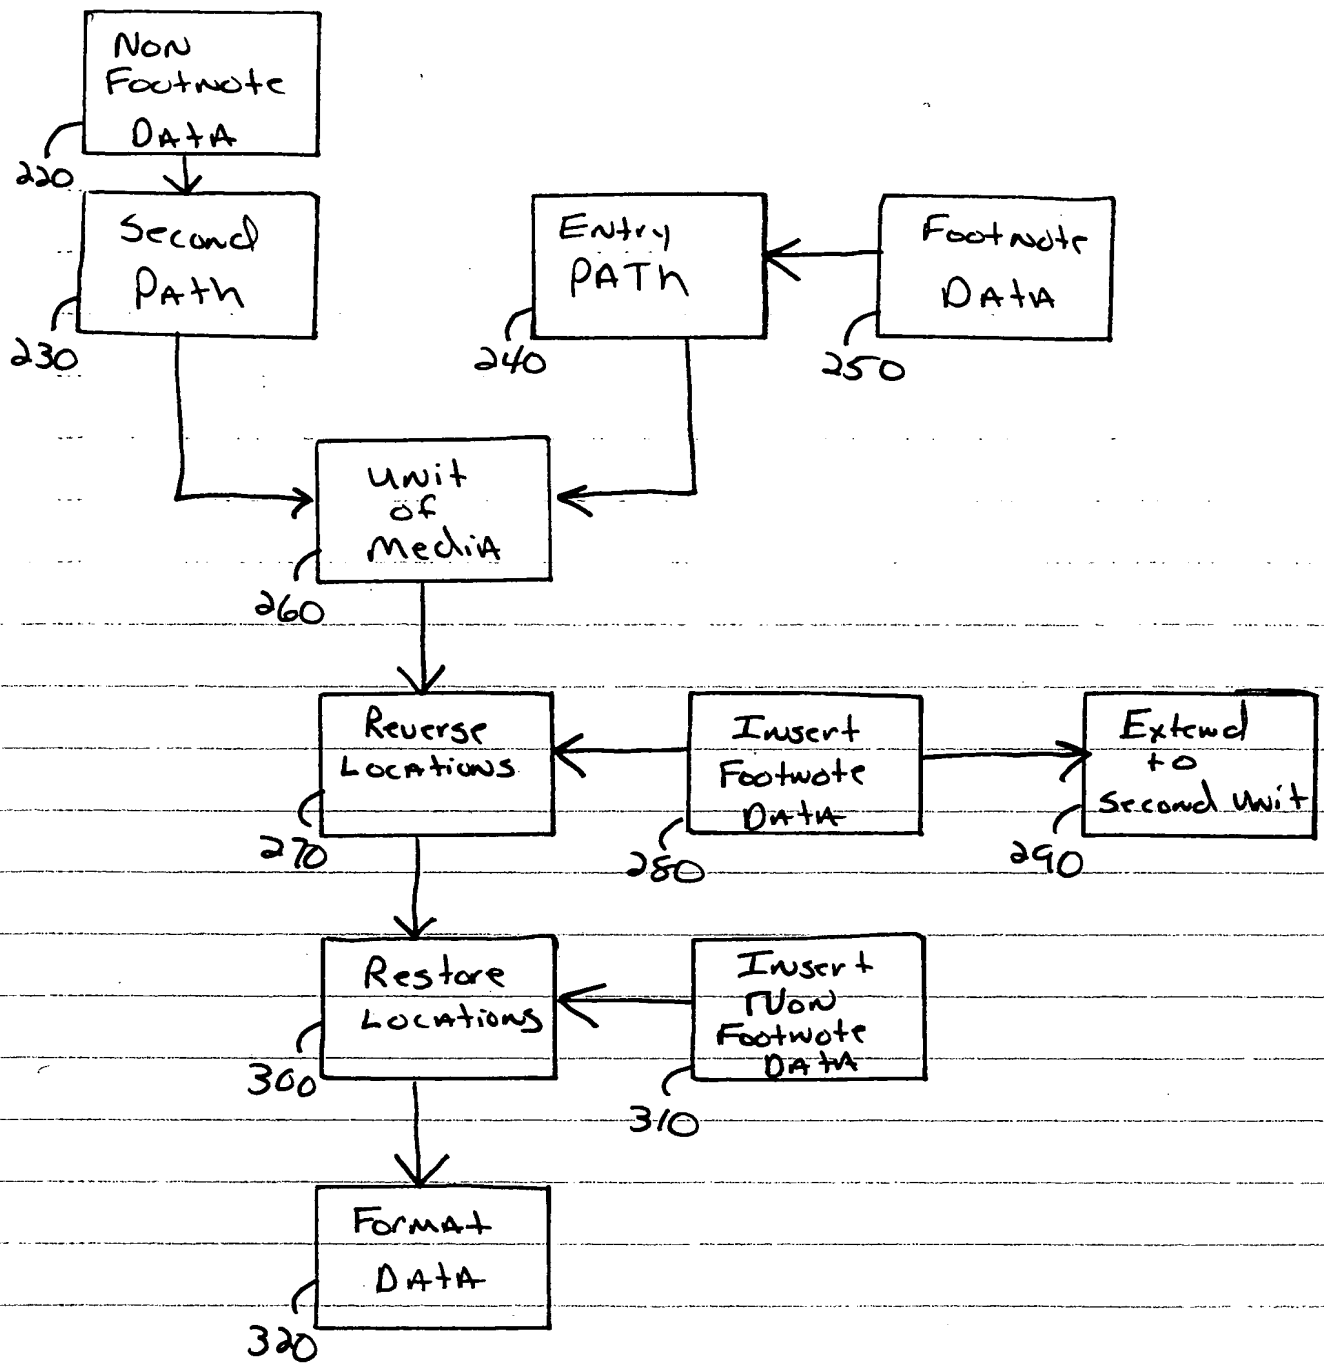 Non
Footnote
Data
220
Second
Path
230
Entry
Path
240
Footnote
Data
250
Unit
of
Media
260
Reverse
Locations
270
Insert
Footnote
Data
280
Extend
to
Second Unit
290
Restore
Locations
300
Insert
Non
Footnote
Data
310
Format
Data
320